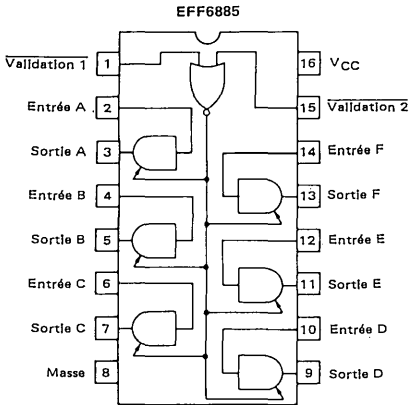 EFF6885
Validation 1 1
16 VCC
Entrée A 2
15 Validation 2
Sortie A 3
14 Entrée F
Entrée B 4
13 Sortie F
Sortie B 5
12 Entrée E
Entrée C 6
11 Sortie E
Sortie C 7
10 Entrée D
Masse 8
9 Sortie D